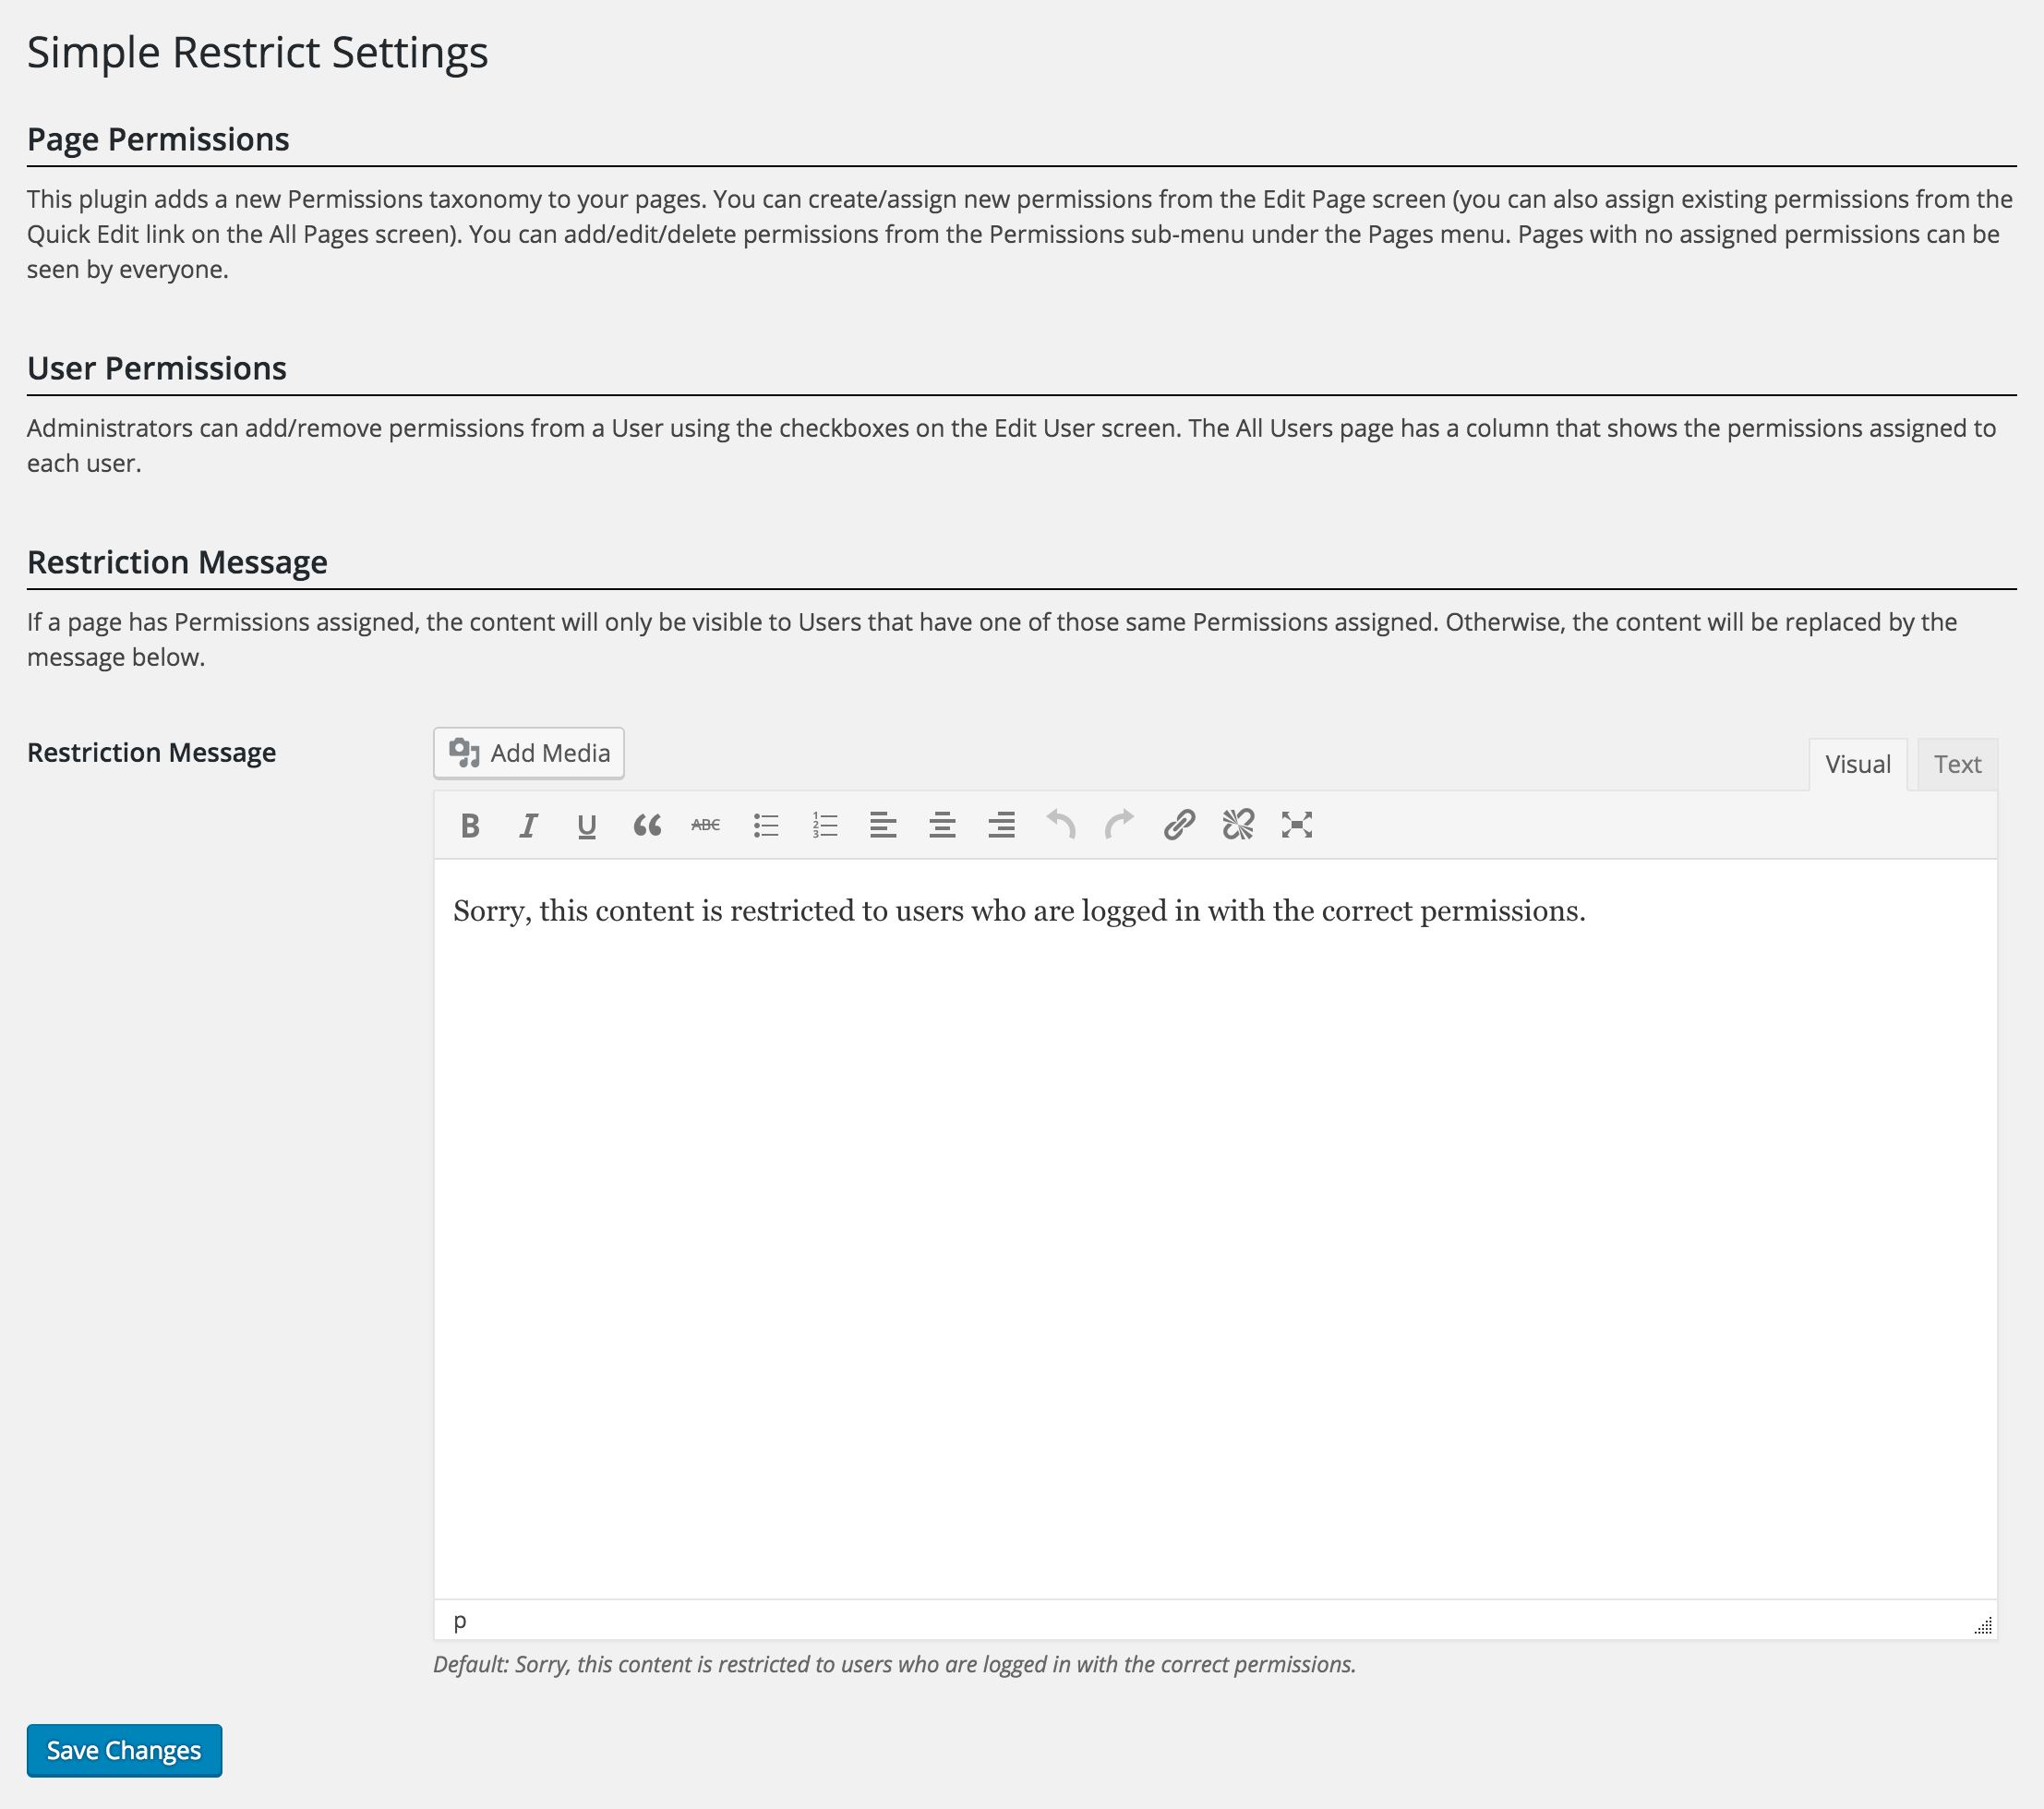 Simple Restrict Settings
Page Permissions
This plugin adds a new Permissions taxonomy to your pages. You can create/assign new permissions from the Edit Page screen (you can also assign existing permissions from the
Quick Edit link on the All Pages screen). You can add/edit/delete permissions from the Permissions sub-menu under the Pages menu. Pages with no assigned permissions can be
seen by everyone.
User Permissions
Administrators can add/remove permissions from a User using the checkboxes on the Edit User screen. The All Users page has a column that shows the permissions assigned to
each user.
Restriction Message
If a page has Permissions assigned, the content will only be visible to Users that have one of those same Permissions assigned. Otherwise, the content will be replaced by the
message below.
Restriction Message
Add Media
Visual Text
B I U ABC
Sorry, this content is restricted to users who are logged in with the correct permissions.
p
Default: Sorry, this content is restricted to users who are logged in with the correct permissions.
Save Changes